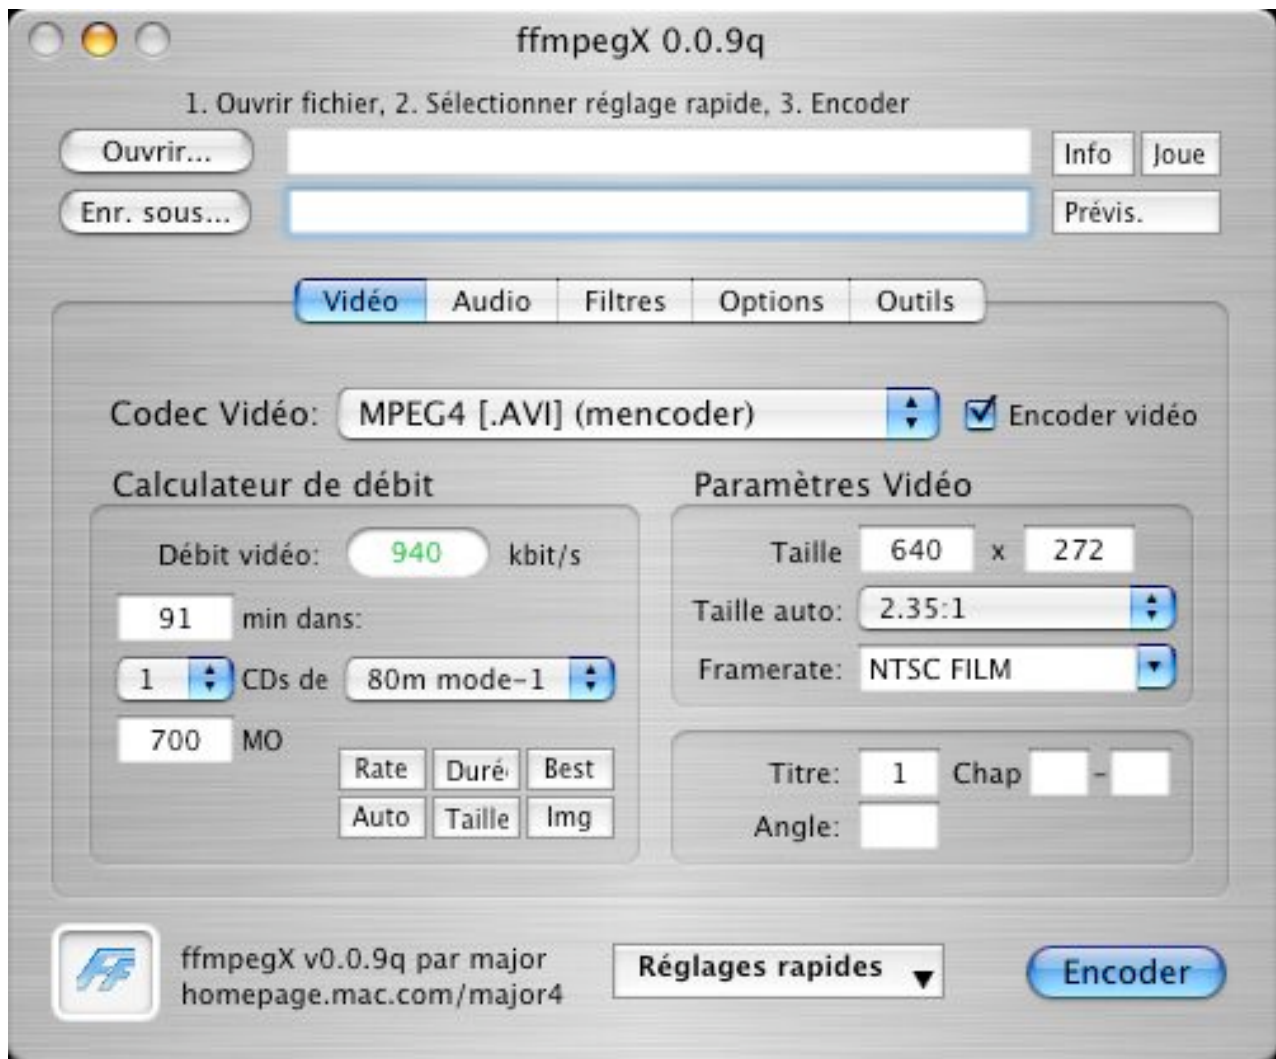 ffmpegX 0.0.9q
1. Ouvrir fichier, 2. Sélectionner réglage rapide, 3. Encoder
Ouvrir... Info Joue
Enr. sous... Prévis.
Vidéo Audio Filtres Options Outils
Codec Vidéo: MPEG4 [.AVI] (mencoder) Encoder vidéo
Calculateur de débit
Débit vidéo: 940 kbit/s
91 min dans:
1 CDs de 80m mode-1
700 MO
Rate Duré Best
Auto Taille Img
Paramètres Vidéo
Taille 640 x 272
Taille auto: 2.35:1
Framerate: NTSC FILM
Titre: 1 Chap -
Angle:
FF
ffmpegX v0.0.9q par major
homepage.mac.com/major4
Réglages rapides
Encoder